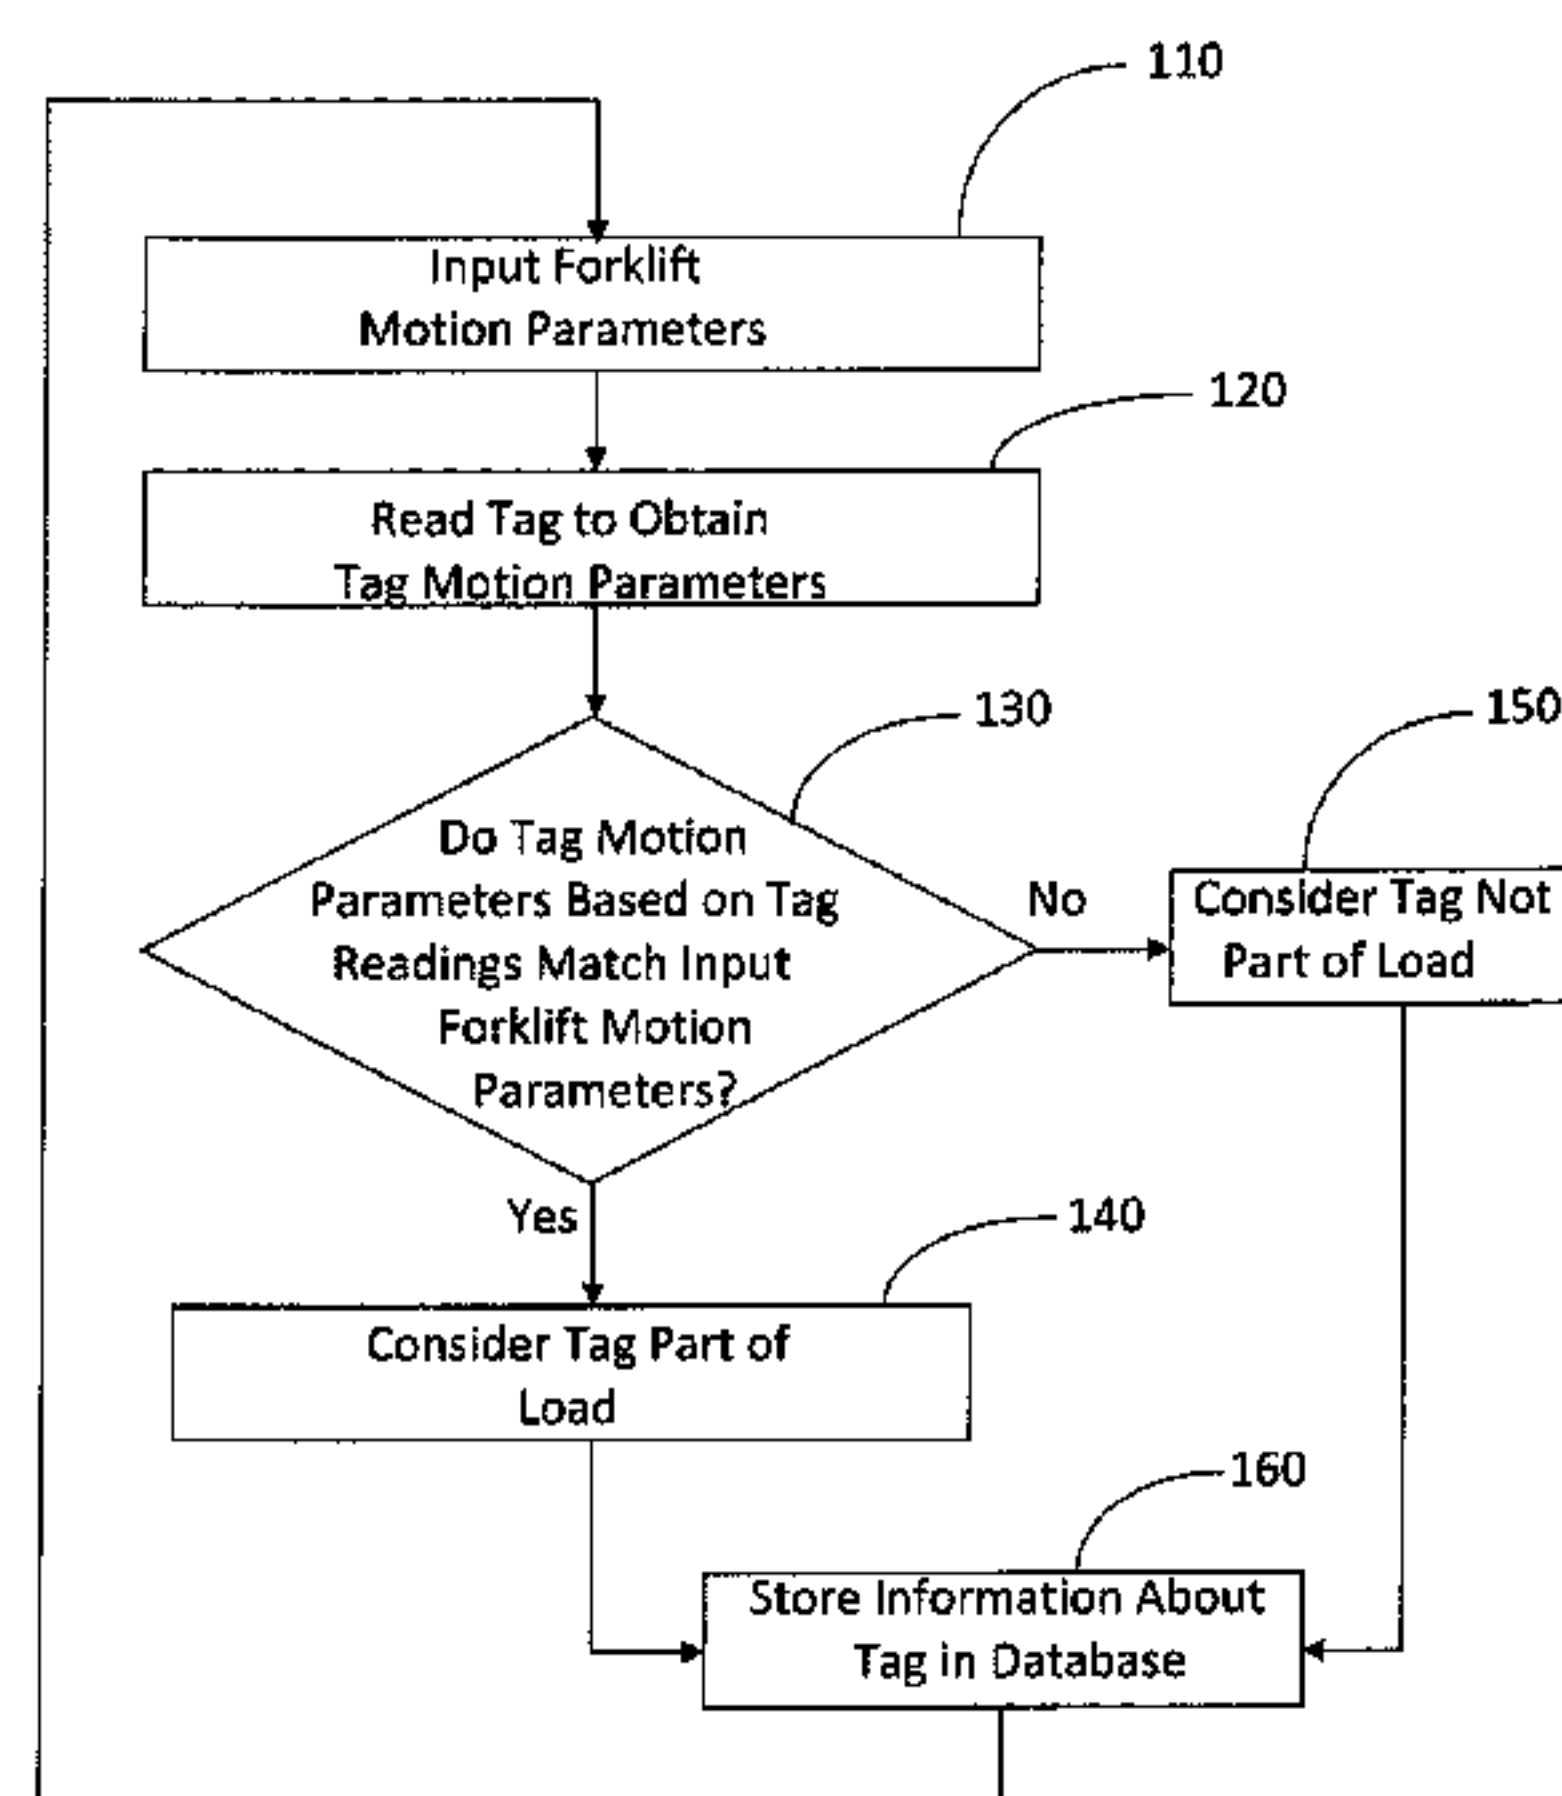 110
Input Forklift
Motion Parameters
120
Read Tag to Obtain
Tag Motion Parameters
130
150
Do Tag Motion
Parameters Based on Tag
Readings Match Input
Forklift Motion
Parameters?
No
Consider Tag Not
Part of Load
Yes
140
Consider Tag Part of
Load
160
Store Information About
Tag in Database